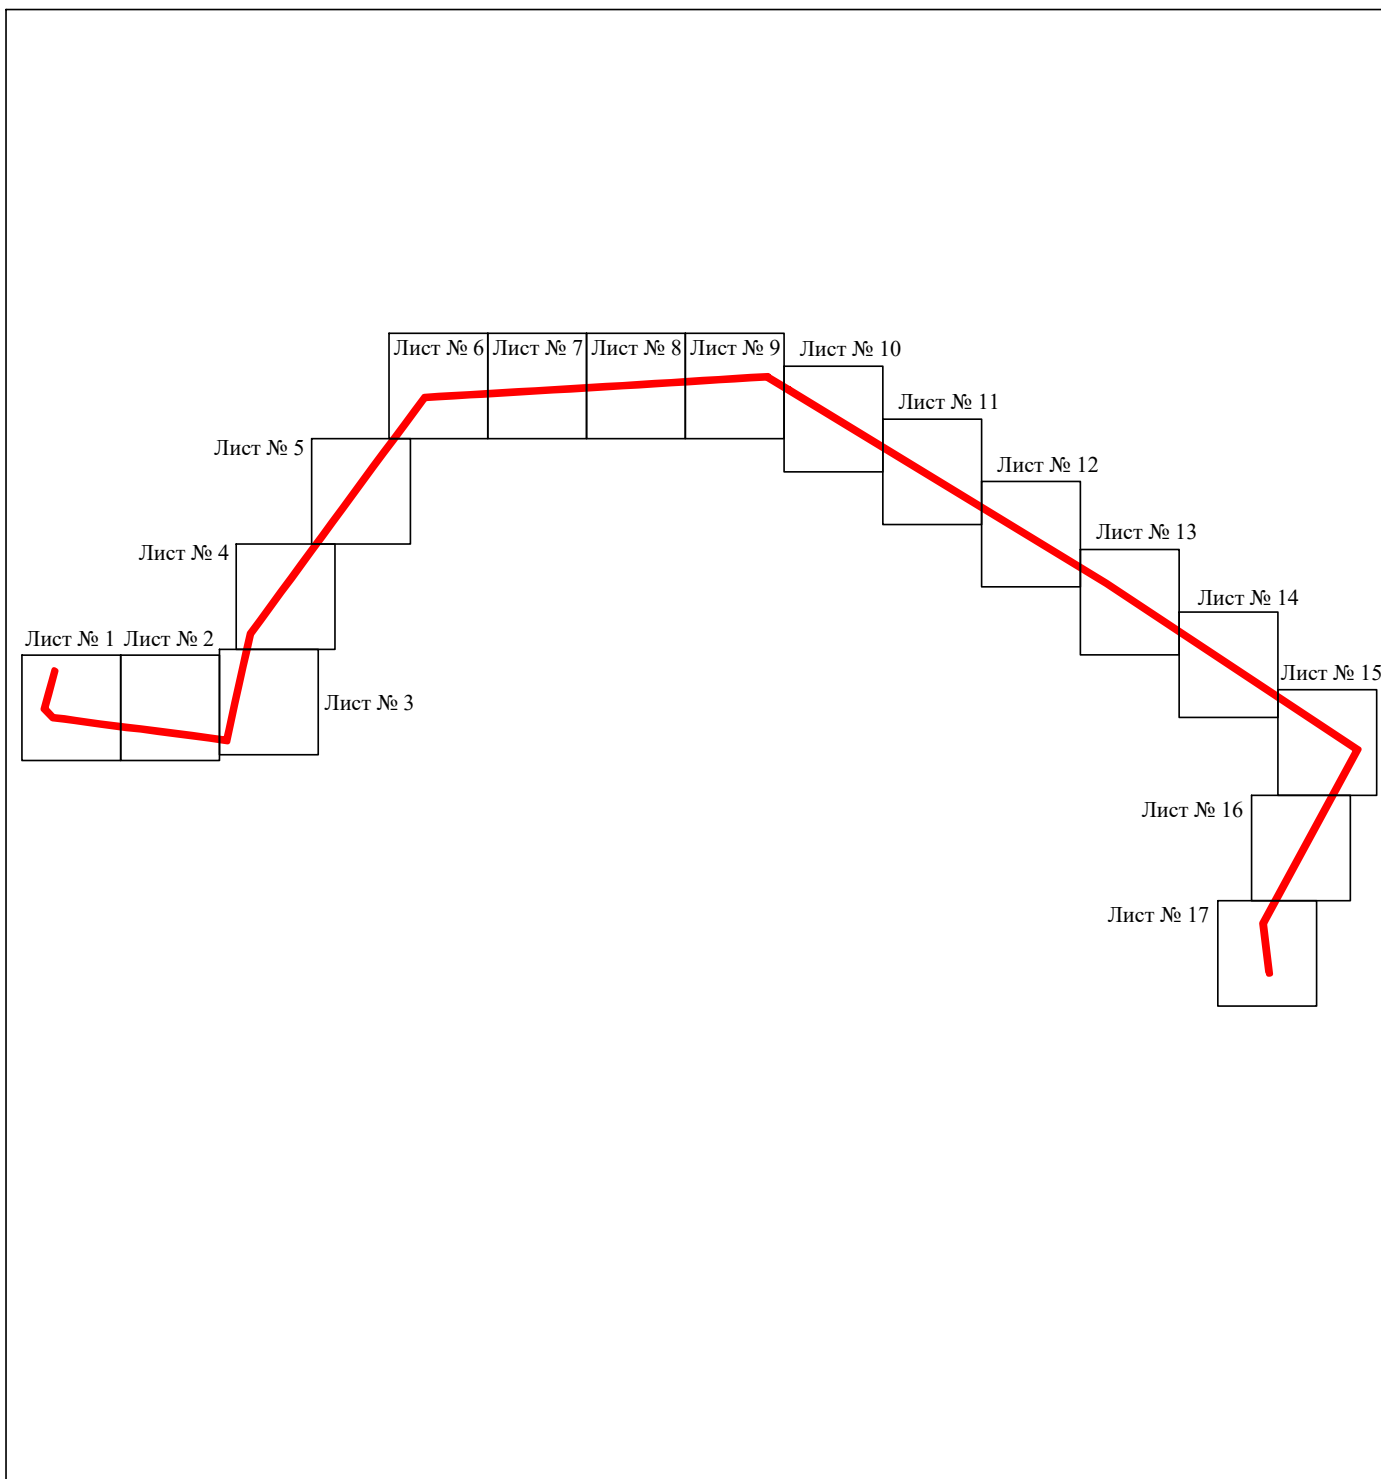 Лист № 6
Лист № 7
Лист № 8
Лист № 9
Лист № 10
Лист № 11
Лист № 5
Лист № 12
Лист № 13
Лист № 4
Лист № 14
Лист № 1
Лист № 2
Лист № 15
Лист № 3
Лист № 16
Лист № 17